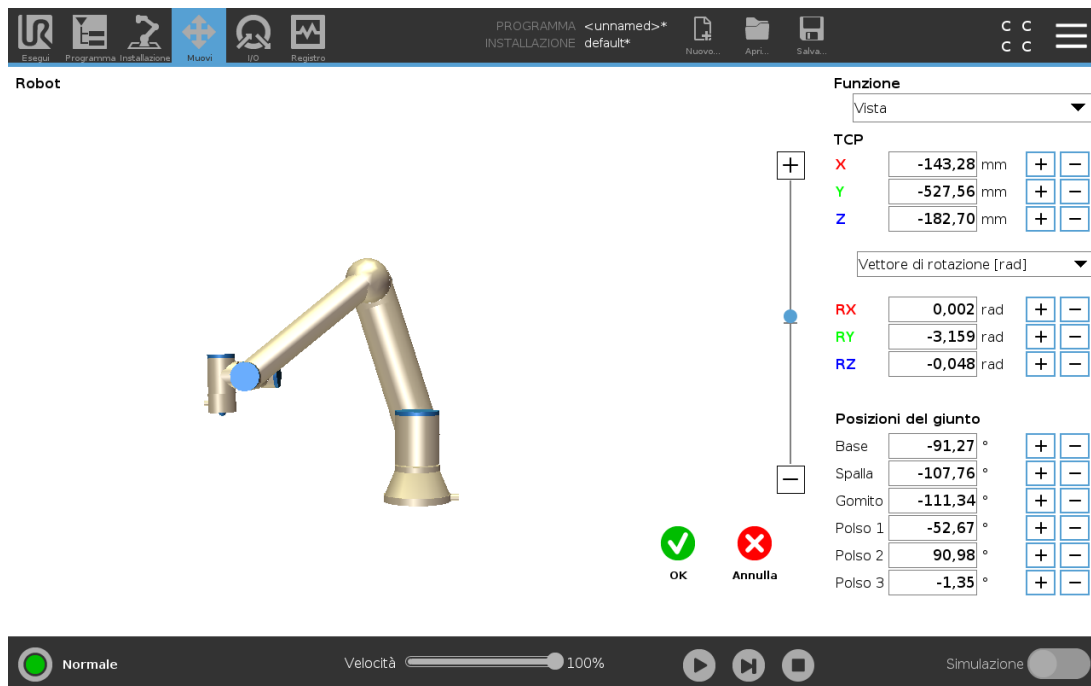 Esegui Programma Installazione Muovi I/O Registro
PROGRAMMA <unnamed>*
INSTALLAZIONE default*
Nuovo... Apri... Salva...
C C
C C
Robot
Funzione
Vista
TCP
X -143,28 mm + −
Y -527,56 mm + −
Z -182,70 mm + −
Vettore di rotazione [rad]
RX 0,002 rad + −
RY -3,159 rad + −
RZ -0,048 rad + −
Posizioni del giunto
Base -91,27 ° + −
Spalla -107,76 ° + −
Gomito -111,34 ° + −
Polso 1 -52,67 ° + −
Polso 2 90,98 ° + −
Polso 3 -1,35 ° + −
+
−
OK Annulla
Normale Velocità 100% Simulazione